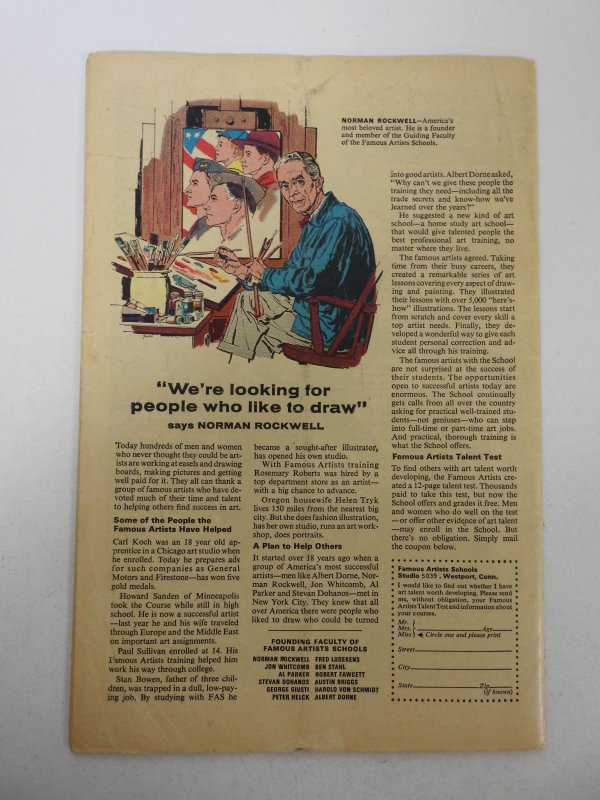 NORMAN ROCKWELL—America's
most beloved artist. He is a founder
and member of the Guiding Faculty
of the Famous Artists Schools.
"We're looking for
people who like to draw"
says NORMAN ROCKWELL
Today hundreds of men and women
who never thought they could be art-
ists are working at easels and drawing
boards, making pictures and getting
well paid for it. They all can thank a
group of famous artists who have de-
voted much of their time and talent
to helping others find success in art.
Some of the People the
Famous Artists Have Helped
Carl Koch was an 18 year old ap-
prentice in a Chicago art studio when
he enrolled. Today he prepares ads
for such companies as General
Motors and Firestone—has won five
gold medals.
Howard Sanden of Minneapolis
took the Course while still in high
school. He is now a successful artist
—last year he and his wife traveled
through Europe and the Middle East
on important art assignments.
Paul Sullivan enrolled at 14. His
Famous Artists training helped him
work his way through college.
Stan Bowen, father of three chil-
dren, was trapped in a dull, low-pay-
ing job. By studying with FAS he
became a sought-after illustrator,
has opened his own studio.
With Famous Artists training
Rosemary Roberts was hired by a
top department store as an artist—
with a big chance to advance.
Oregon housewife Helen Tryk
lives 150 miles from the nearest big
city. But she does fashion illustration,
has her own studio, runs an art work-
shop, does portraits.
A Plan to Help Others
It started over 18 years ago when a
group of America's most successful
artists—men like Albert Dorne, Nor-
man Rockwell, Jon Whitcomb, Al
Parker and Stevan Dohanos—met in
New York City. They knew that all
over America there were people who
liked to draw who could be turned
FOUNDING FACULTY OF
FAMOUS ARTISTS SCHOOLS
NORMAN ROCKWELL FRED LUDEKENS
JON WHITCOMB BEN STAHL
AL PARKER ROBERT FAWCETT
STEVAN DOHANOS AUSTIN BRIGGS
GEORGE GIUSTI HAROLD VON SCHMIDT
PETER HELCK ALBERT DORNE
into good artists. Albert Dorne asked,
"Why can't we give these people the
training they need—including all the
trade secrets and know-how we've
learned over the years?"
He suggested a new kind of art
school—a home study art school—
that would give talented people the
best professional art training, no
matter where they live.
The famous artists agreed. Taking
time from their busy careers, they
created a remarkable series of art
lessons covering every aspect of draw-
ing and painting. They illustrated
their lessons with over 5,000 "here's-
how" illustrations. The lessons start
from scratch and cover every skill a
top artist needs. Finally, they de-
veloped a wonderful way to give each
student personal correction and ad-
vice all through his training.
The famous artists with the School
are not surprised at the success of
their students. The opportunities
open to successful artists today are
enormous. The School continually
gets calls from all over the country
asking for practical well-trained stu-
dents—not geniuses—who can step
into full-time or part-time art jobs.
And practical, thorough training is
what the School offers.
Famous Artists Talent Test
To find others with art talent worth
developing, the Famous Artists cre-
ated a 12-page talent test. Thousands
paid to take this test, but now the
School offers and grades it free. Men
and women who do well on the test
—or offer other evidence of art talent
—may enroll in the School. But
there's no obligation. Simply mail
the coupon below.
Famous Artists Schools
Studio 5039, Westport, Conn.
I would like to find out whether I have
art talent worth developing. Please send
me, without obligation, your Famous
Artists Talent Test and information about
your courses.
Mr.
Mrs. Age
Miss Circle one and please print
Street
City
State Zip
(if known)